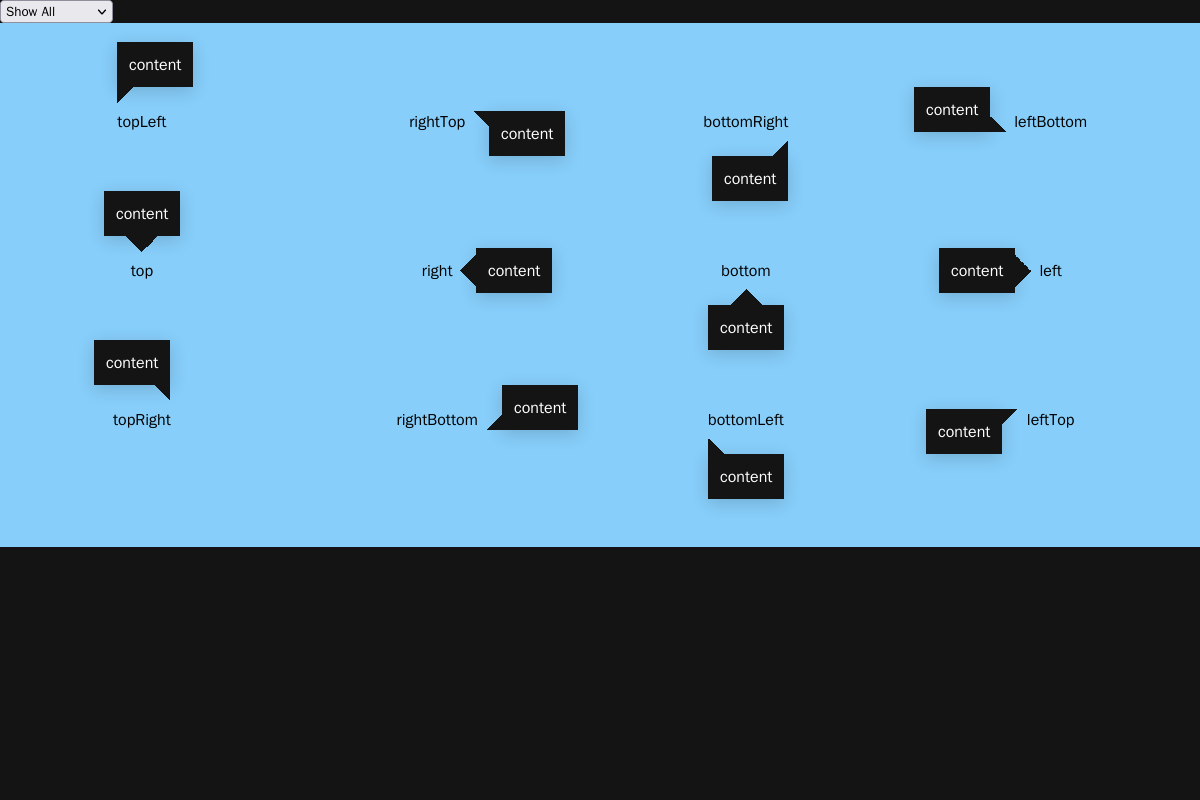 Show All
content
topLeft
rightTop
content
bottomRight
content
content
leftBottom
content
top
right
content
bottom
content
content
left
content
topRight
rightBottom
content
bottomLeft
content
content
leftTop